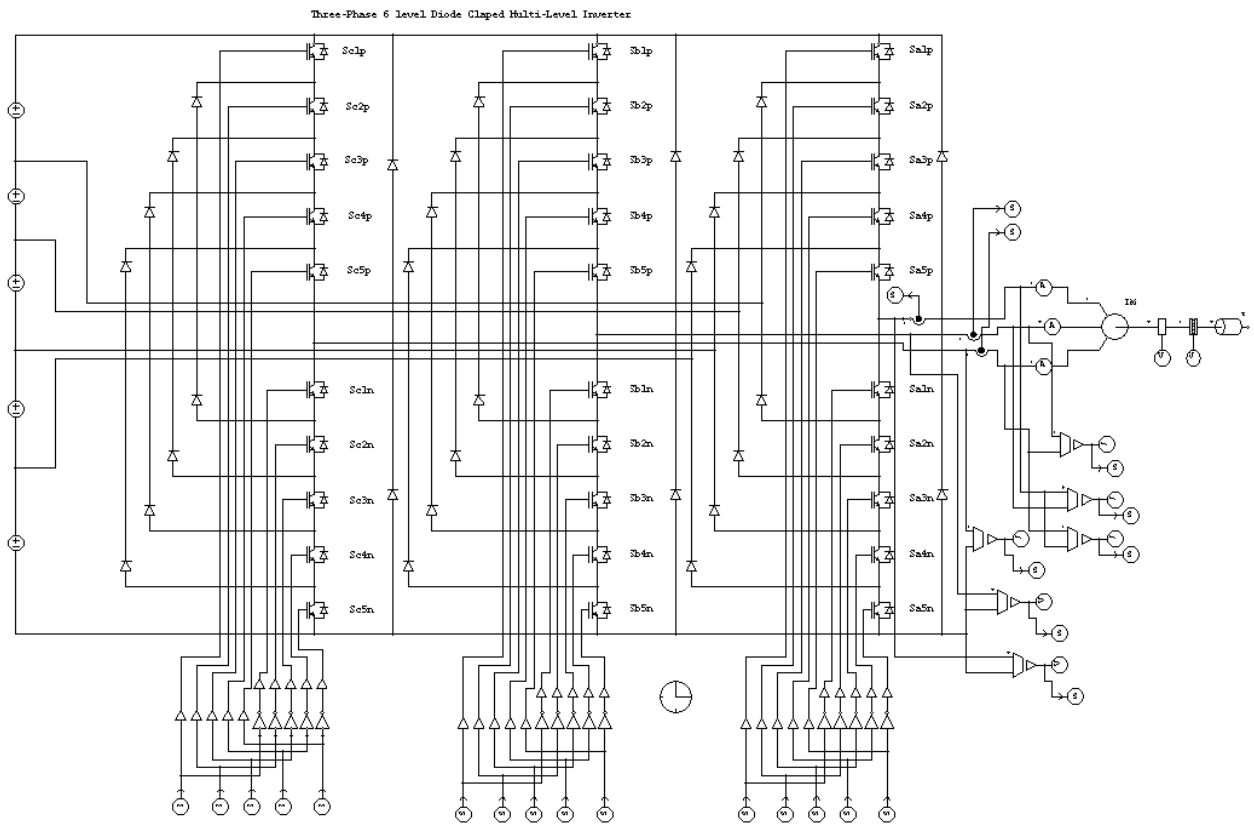 Three-Phase 6 level Diode Claped Multi-Level Inverter
Sc1p Sb1p Sa1p
Sc2p Sb2p Sa2p
Sc3p Sb3p Sa3p
Sc4p Sb4p Sa4p
Sc5p Sb5p Sa5p
S
S
S
A
IM
A
A
Sc1n Sb1n Sa1n
Sc2n Sb2n Sa2n
Sc3n Sb3n Sa3n
Sc4n Sb4n Sa4n
Sc5n Sb5n Sa5n
S
S
S
S
S
S